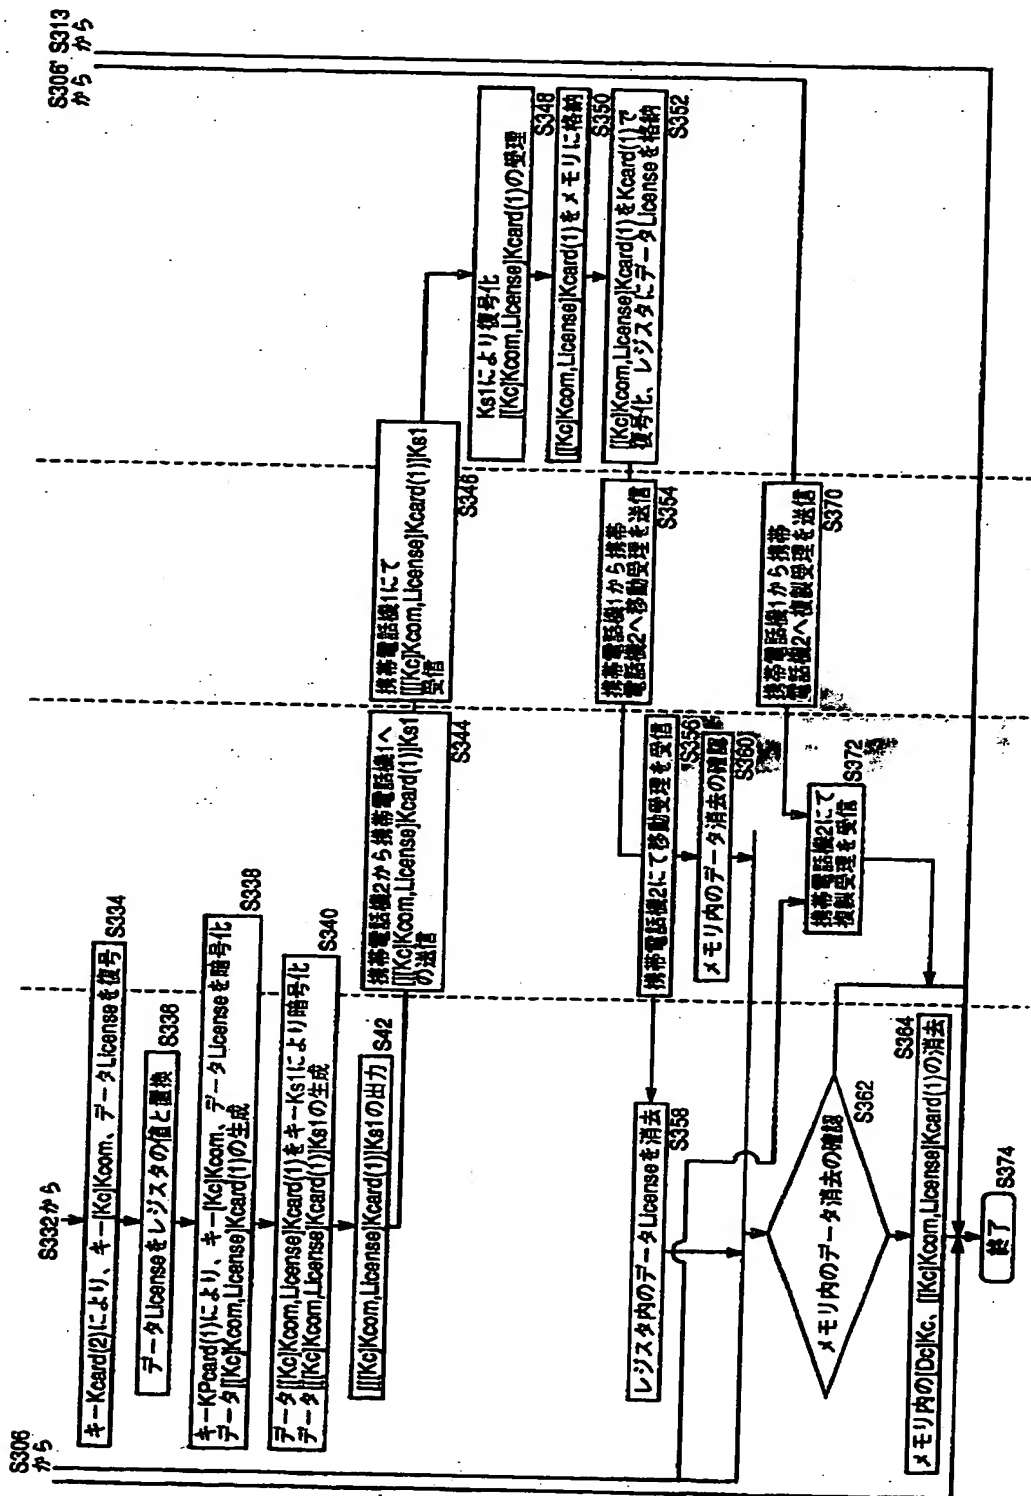 S306
から
S332から
キーKcard(2)により、キー[Kc]Kcom、データLicenseを復号
S334
データLicenseをレジスタの値と置換
S336
キーKPcard(1)により、キー[Kc]Kcom、データLicenseを暗号化
データ[[Kc]Kcom,License]Kcard(1)の生成
S338
データ[[Kc]Kcom,License]Kcard(1)をキーKs1により暗号化
データ[[[Kc]Kcom,License]Kcard(1)]Ks1の生成
S340
[[[Kc]Kcom,License]Kcard(1)]Ks1の出力
S42
携帯電話機2から携帯電話機1へ
[[[Kc]Kcom,License]Kcard(1)]Ks1
の送信
S344
携帯電話機1にて
[[[Kc]Kcom,License]Kcard(1)]Ks1
受信
S346
Ks1により復号化
[[Kc]Kcom,License]Kcard(1)の受理
S348
[[Kc]Kcom,License]Kcard(1)をメモリに格納
S350
[[Kc]Kcom,License]Kcard(1)をKcard(1)で
復号化、レジスタにデータLicenseを格納
S352
携帯電話機1から携帯
電話機2へ移動受理を送信
S354
携帯電話機2にて移動受理を受信
S356
レジスタ内のデータLicenseを消去
S358
メモリ内のデータ消去の確認
S360
メモリ内のデータ消去の確認
S362
メモリ内の[Dc]Kc、[[Kc]Kcom,License]Kcard(1)の消去
S364
携帯電話機1から携帯
電話機2へ複製受理を送信
S370
携帯電話機2にて
複製受理を受信
S372
終了
S374
S306'
から
S313
から